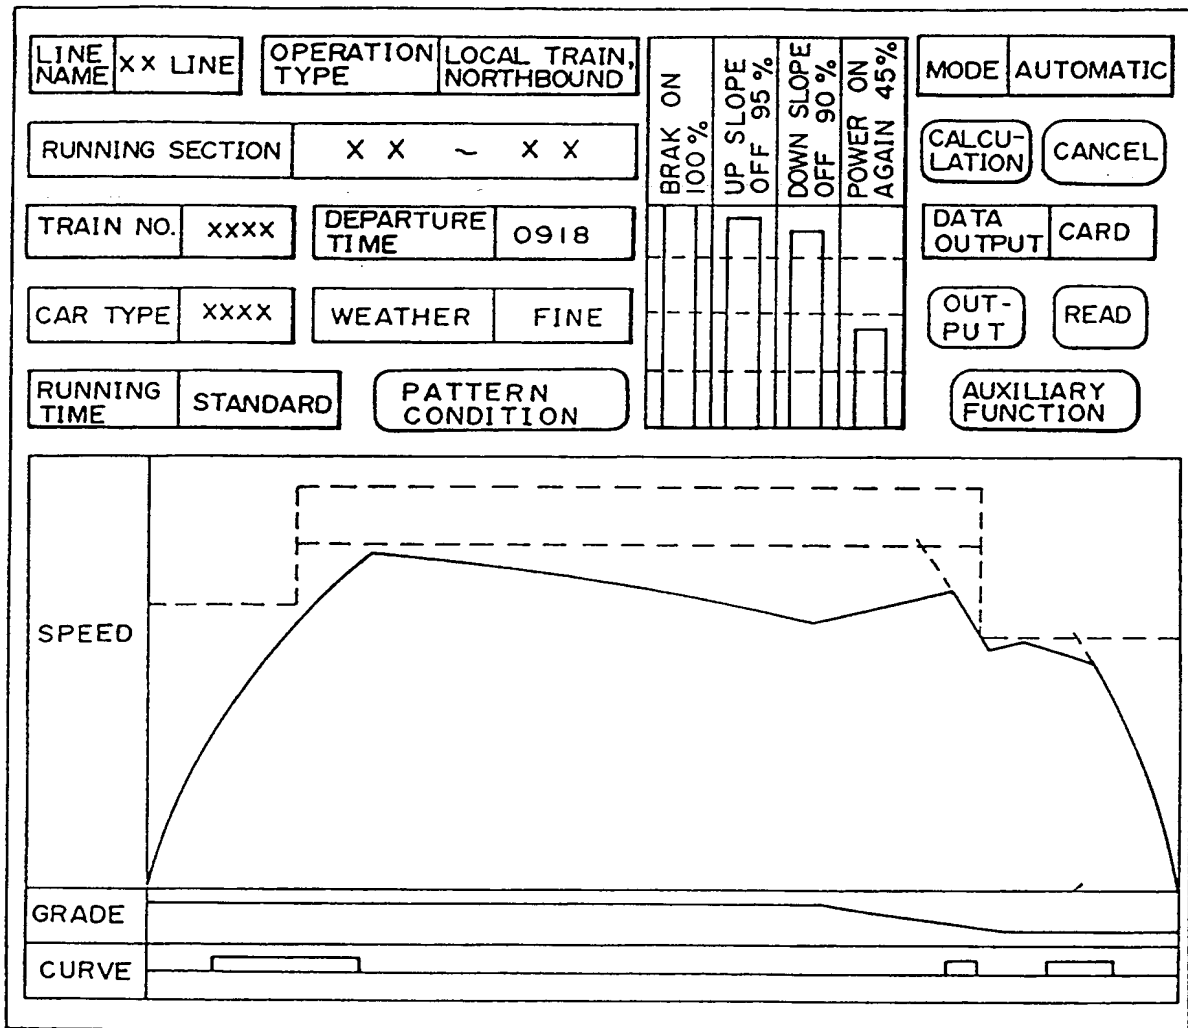 LINE NAME
XX LINE
OPERATION TYPE
LOCAL TRAIN, NORTHBOUND
BRAK ON 100%
UP SLOPE OFF 95%
DOWN SLOPE OFF 90%
POWER ON AGAIN 45%
MODE
AUTOMATIC
RUNNING SECTION
X X ~ X X
CALCU-
LATION
CANCEL
TRAIN NO.
XXXX
DEPARTURE TIME
0918
DATA OUTPUT
CARD
CAR TYPE
XXXX
WEATHER
FINE
OUT-
PUT
READ
RUNNING TIME
STANDARD
PATTERN CONDITION
AUXILIARY FUNCTION
SPEED
GRADE
CURVE